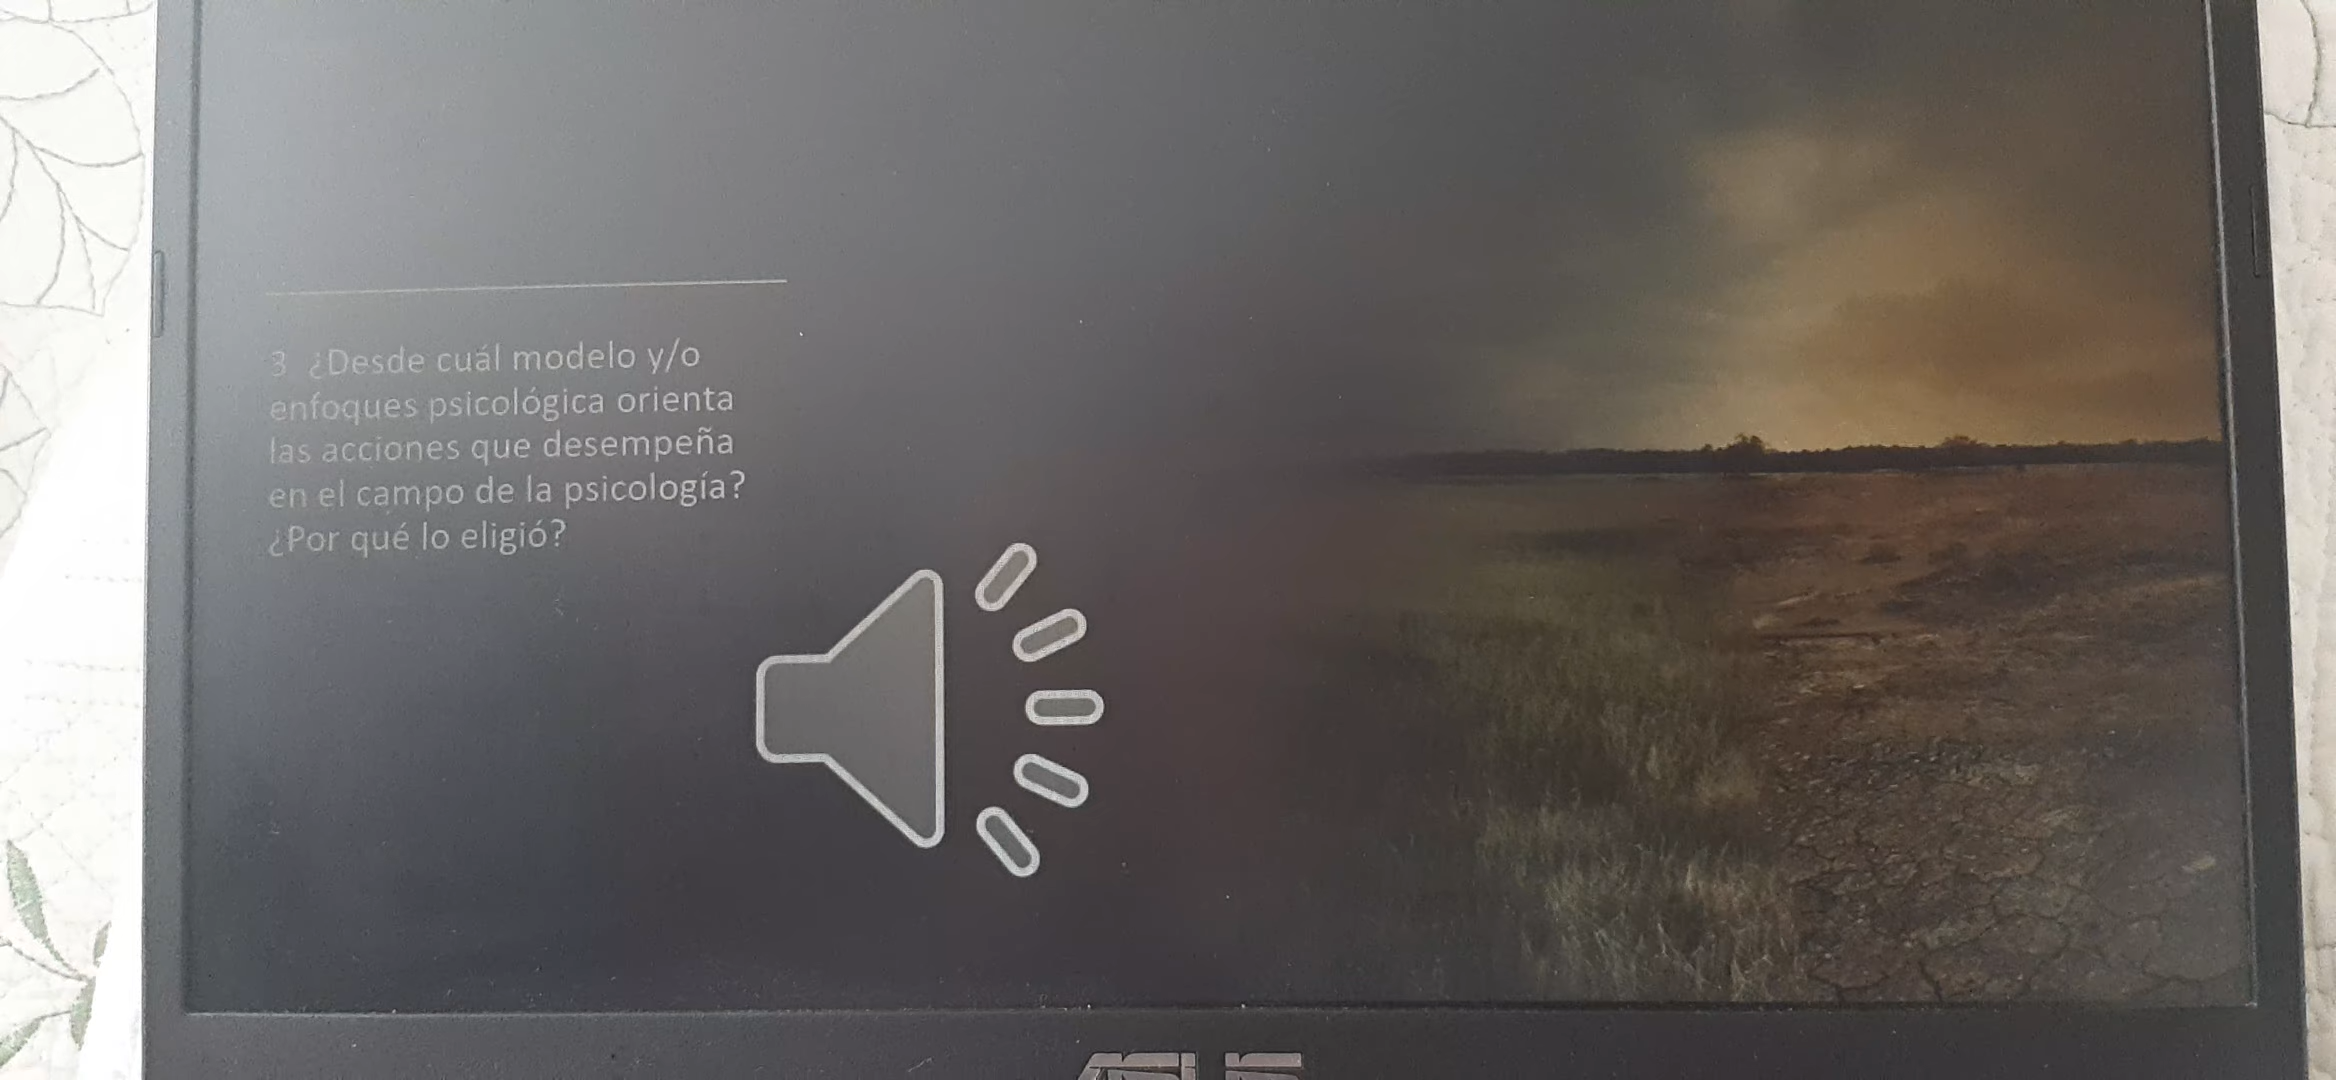 3 ¿Desde cuál modelo y/o
enfoques psicológica orienta
las acciones que desempeña
en el campo de la psicología?
¿Por qué lo eligió?
ASUS